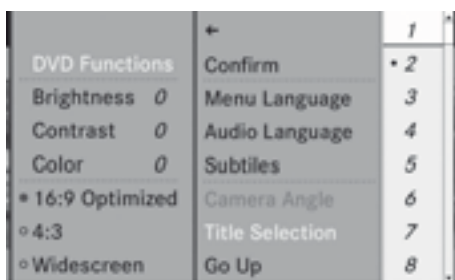 DVD Functions
Brightness 0
Contrast 0
Color 0
16:9 Optimized
4:3
Widescreen
←
Confirm
Menu Language
Audio Language
Subtiles
Camera Angle
Title Selection
Go Up
1
• 2
3
4
5
6
7
8